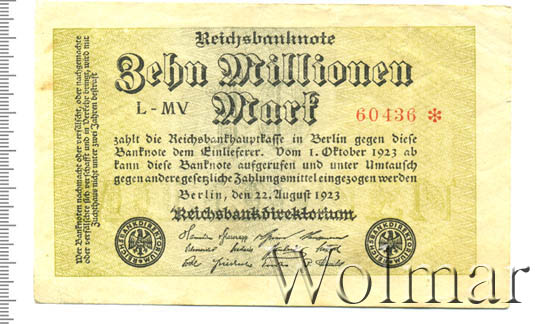 Reichsbanknote
Zehn Millionen
L-MV Mark 60436 *
zahlt die Reichsbankhauptkasse in Berlin gegen diese
Banknote dem Einlieferer. Vom 1. Oktober 1923 ab
kann diese Banknote aufgerufen und unter Umtausch
gegen andere gesetzliche Zahlungsmittel eingezogen werden
Berlin, den 22. August 1923
Reichsbankdirektorium
Wer Banknoten nachmacht oder verfälscht, oder nachgemachte
oder verfälschte sich verschafft und in Verkehr bringt, wird mit
Zuchthaus nicht unter zwei Jahren bestraft
Wolmar